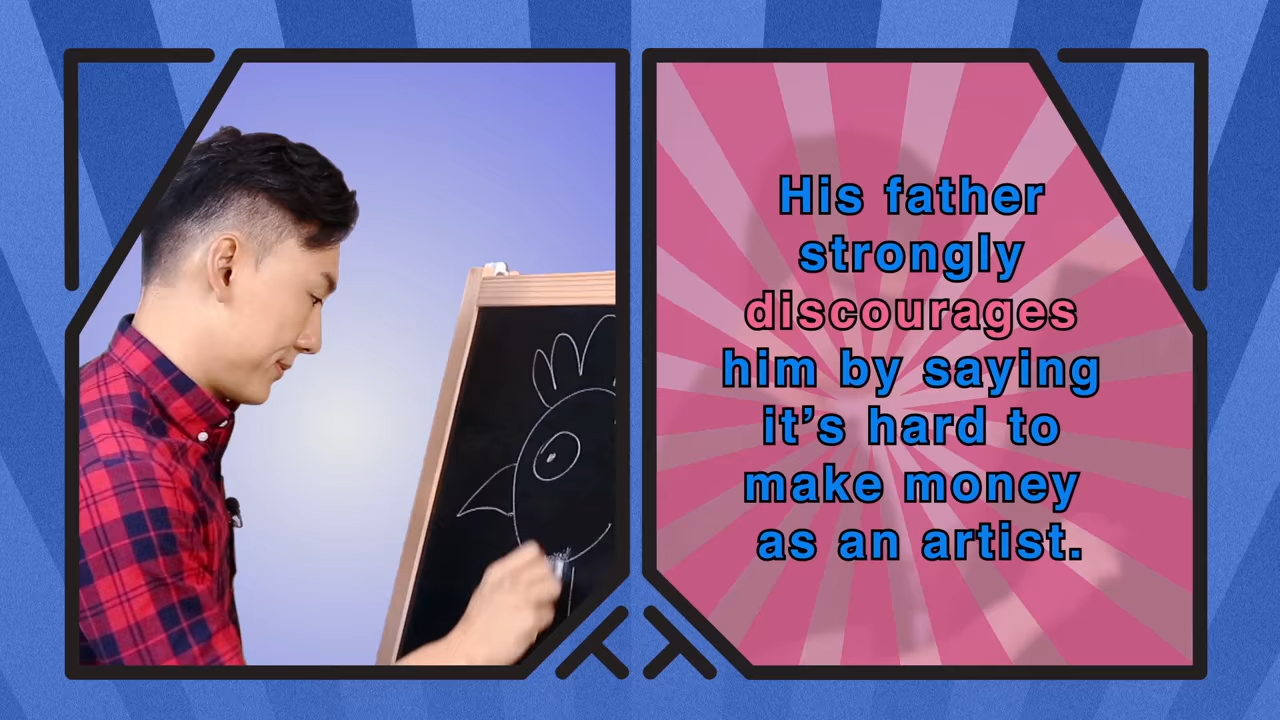 His father
strongly
discourages
him by saying
it’s hard to
make money
as an artist.